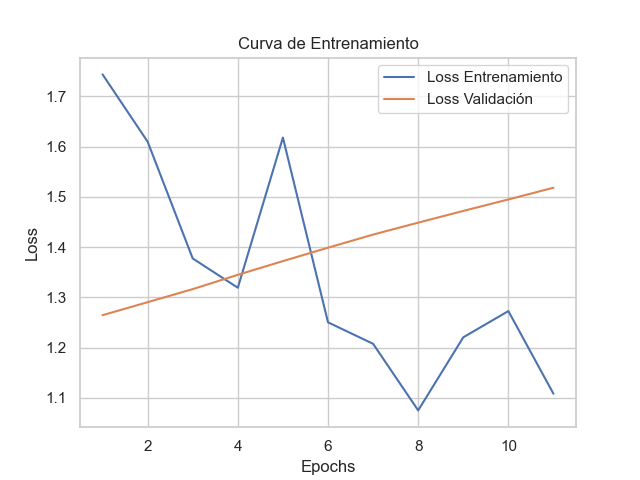 Curva de Entrenamiento
Loss Entrenamiento
Loss Validación
1.7
1.6
1.5
1.4
1.3
1.2
1.1
Loss
2 4 6 8 10
Epochs